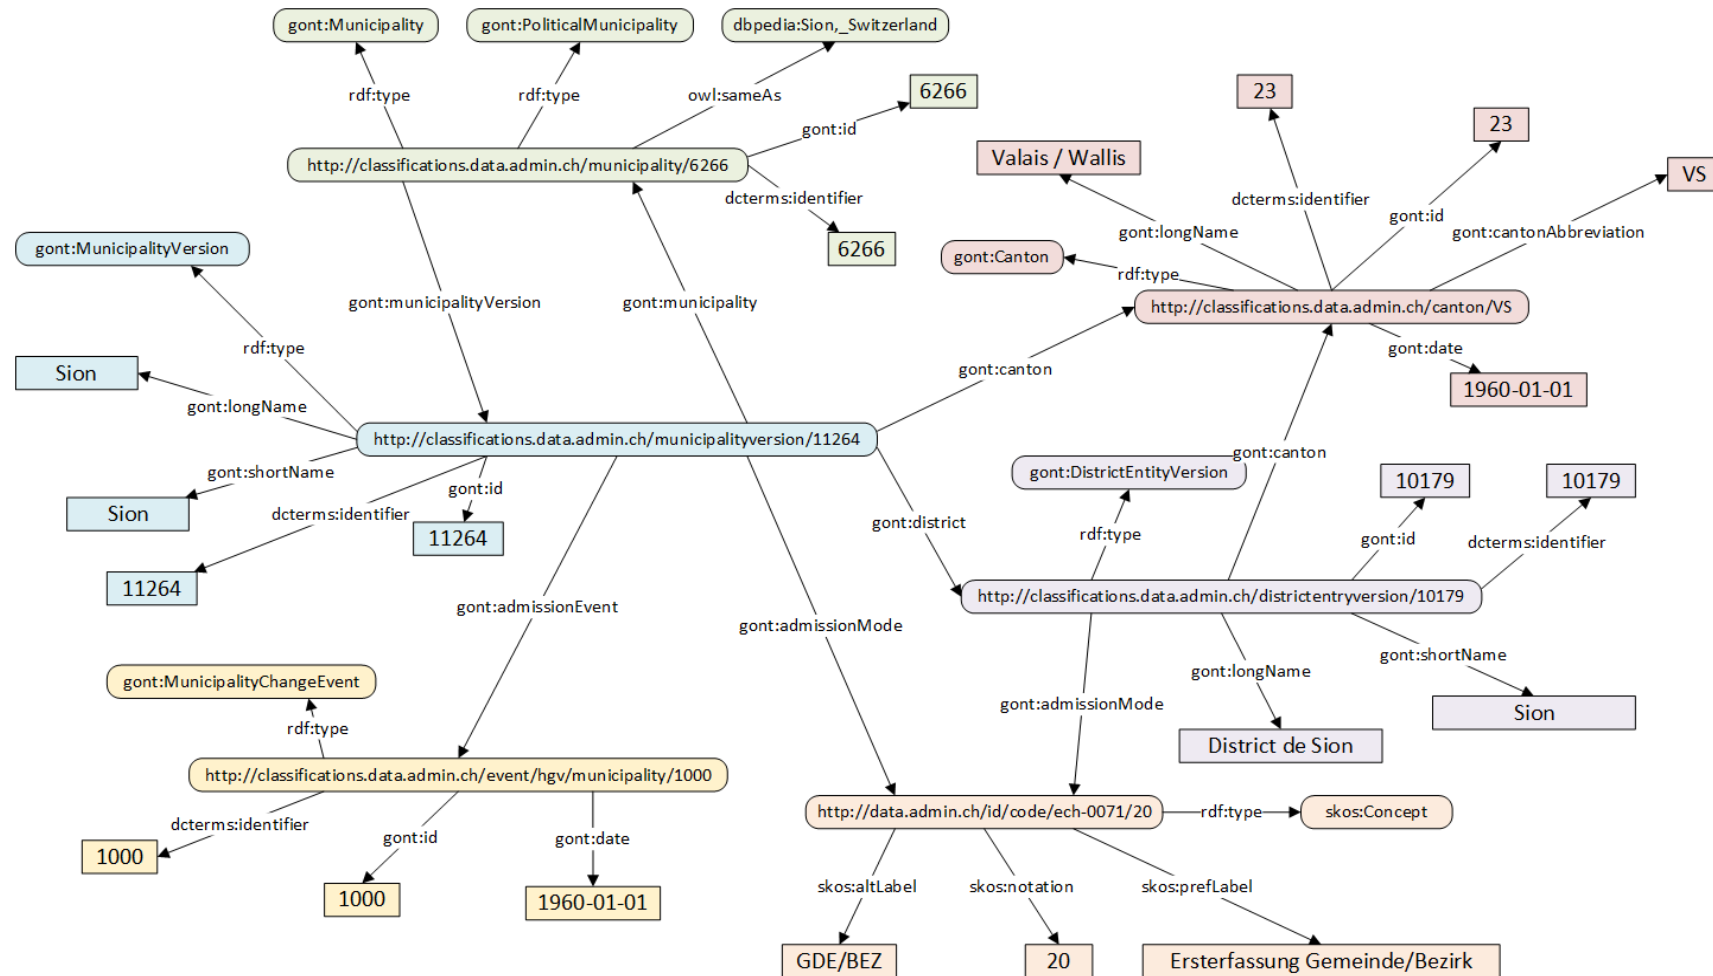 gont:Municipality
gont:PoliticalMunicipality
dbpedia:Sion,_Switzerland
rdf:type
rdf:type
owl:sameAs
6266
23
gont:id
23
http://classifications.data.admin.ch/municipality/6266
Valais / Wallis
VS
dcterms:identifier
dcterms:identifier
gont:id
gont:longName
gont:cantonAbbreviation
6266
gont:MunicipalityVersion
gont:Canton
rdf:type
gont:municipalityVersion
gont:municipality
http://classifications.data.admin.ch/canton/VS
rdf:type
gont:date
Sion
gont:canton
1960-01-01
gont:longName
http://classifications.data.admin.ch/municipalityversion/11264
gont:canton
gont:shortName
gont:id
gont:DistrictEntityVersion
10179
10179
Sion
dcterms:identifier
gont:district
11264
rdf:type
gont:id
dcterms:identifier
11264
gont:admissionEvent
http://classifications.data.admin.ch/districtentryversion/10179
gont:admissionMode
gont:shortName
gont:MunicipalityChangeEvent
gont:longName
gont:admissionMode
Sion
rdf:type
District de Sion
http://classifications.data.admin.ch/event/hgv/municipality/1000
http://data.admin.ch/id/code/ech-0071/20
rdf:type
skos:Concept
dcterms:identifier
gont:id
gont:date
1000
skos:altLabel
skos:notation
skos:prefLabel
1000
1960-01-01
GDE/BEZ
20
Ersterfassung Gemeinde/Bezirk